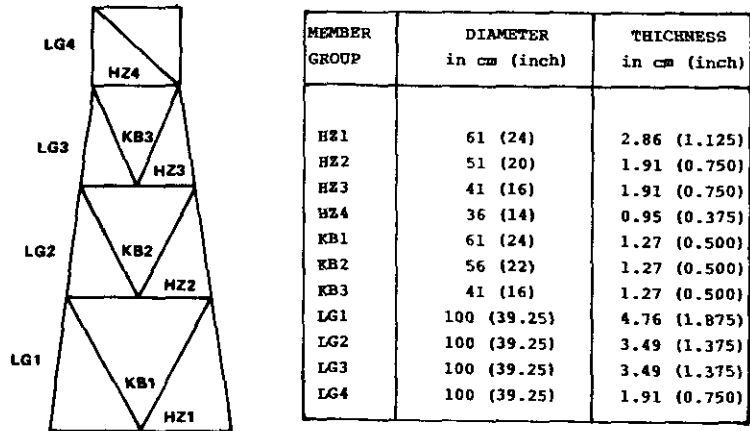 LG4
HZ4
LG3
KB3
HZ3
LG2
KB2
HZ2
LG1
KB1
HZ1
MEMBER GROUP DIAMETER in cm (inch) THICHNESS in cm (inch)
HZ1 61 (24) 2.86 (1.125)
HZ2 51 (20) 1.91 (0.750)
HZ3 41 (16) 1.91 (0.750)
HZ4 36 (14) 0.95 (0.375)
KB1 61 (24) 1.27 (0.500)
KB2 56 (22) 1.27 (0.500)
KB3 41 (16) 1.27 (0.500)
LG1 100 (39.25) 4.76 (1.875)
LG2 100 (39.25) 3.49 (1.375)
LG3 100 (39.25) 3.49 (1.375)
LG4 100 (39.25) 1.91 (0.750)